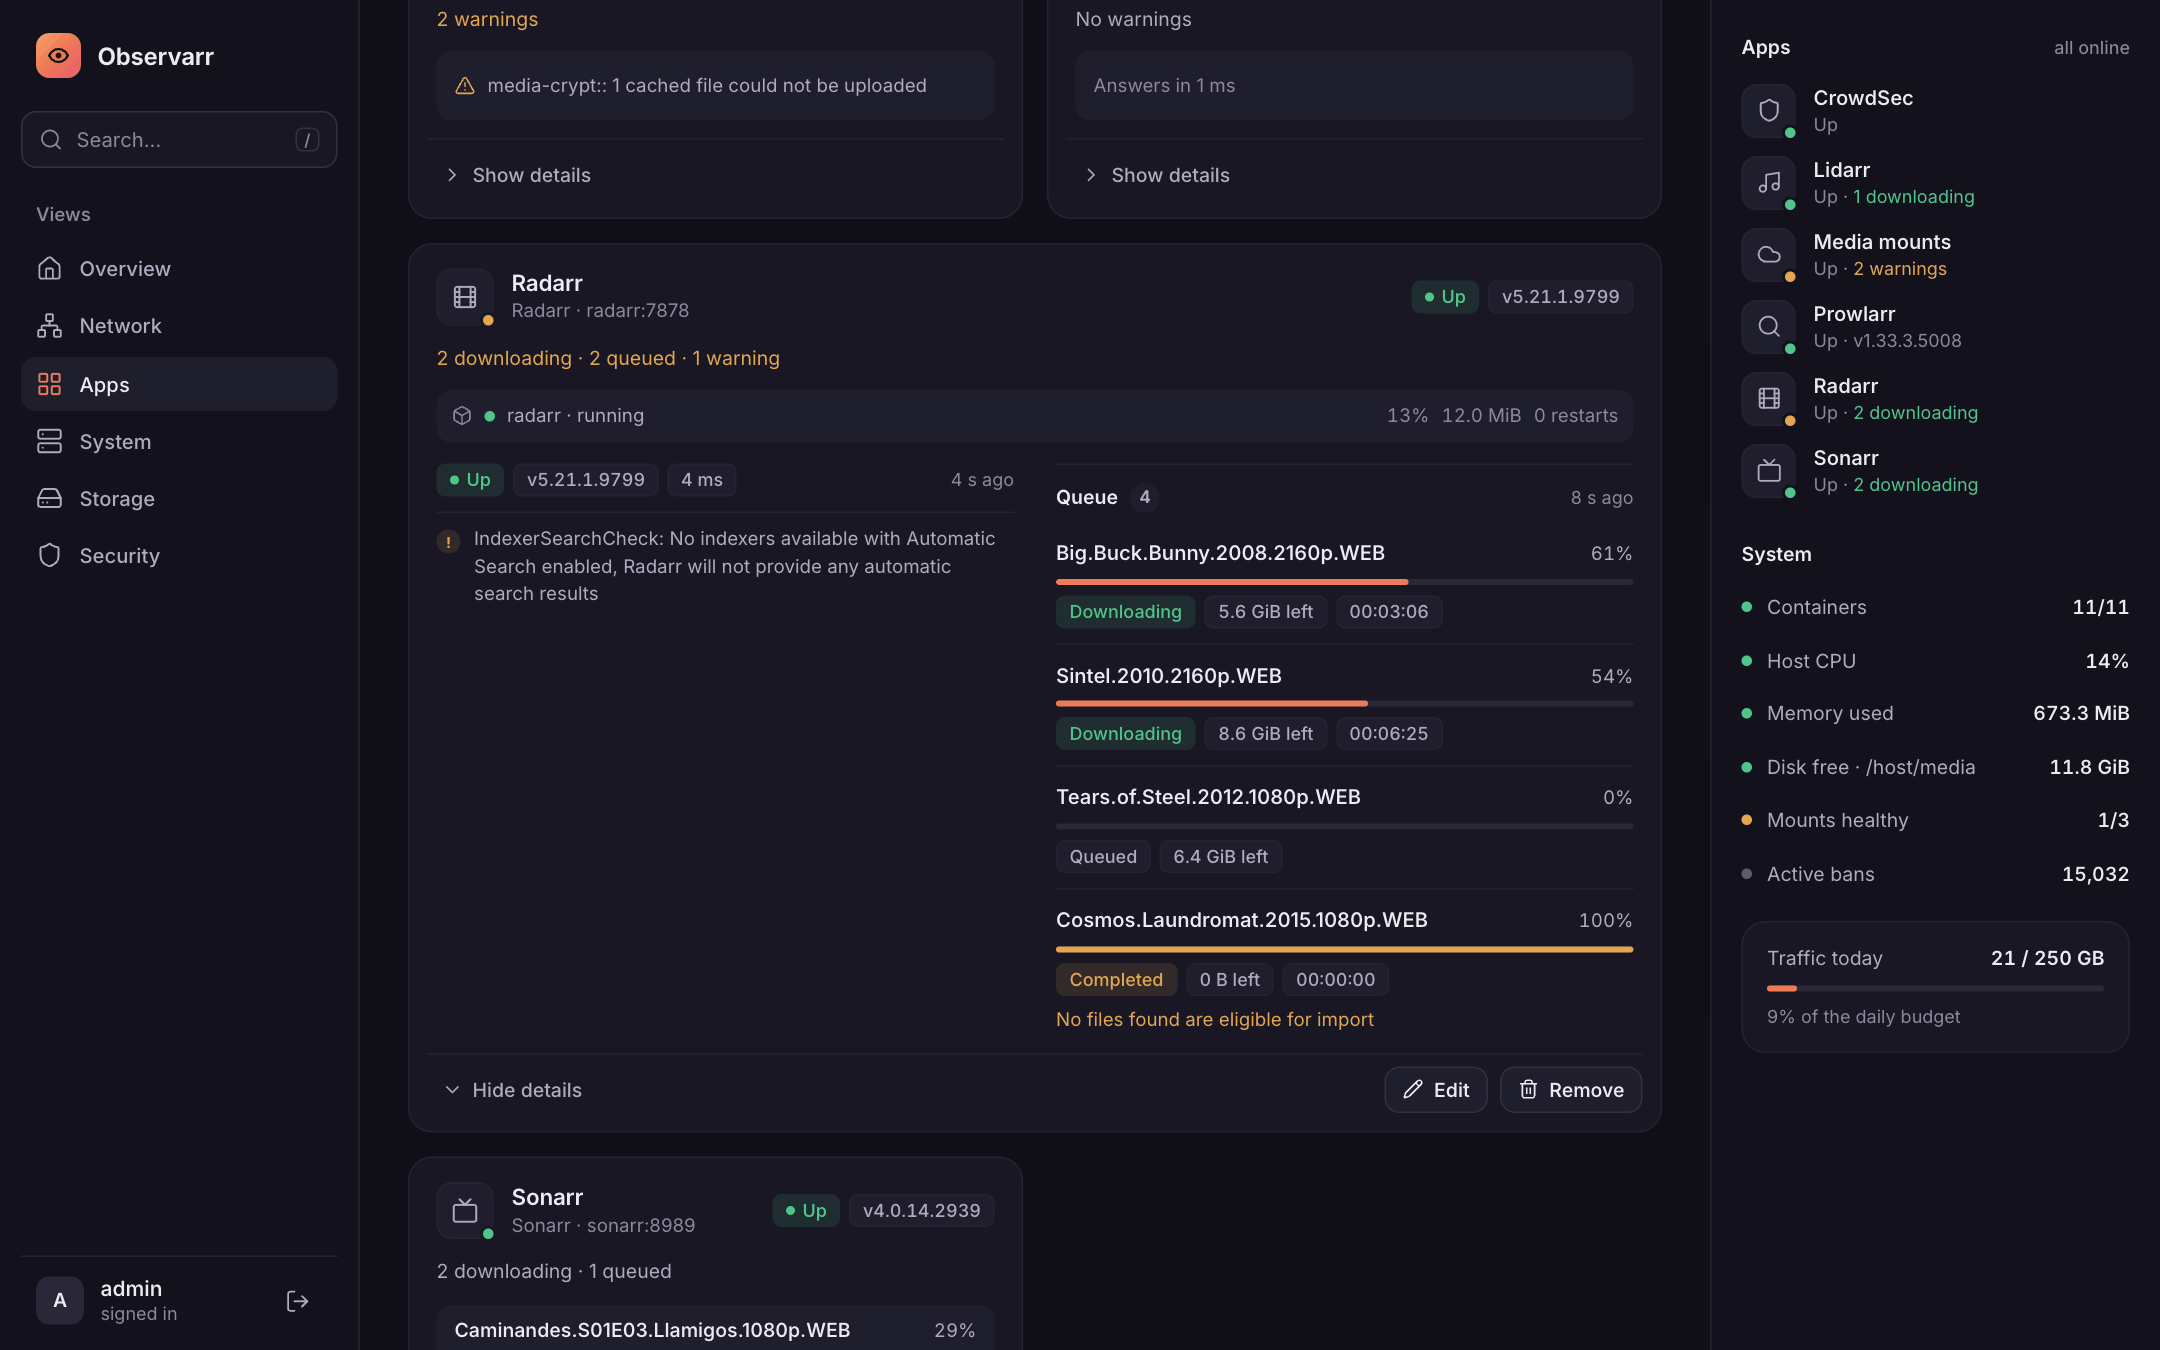 Observarr
Search...
/
Views
Overview
Network
Apps
System
Storage
Security
A
admin
signed in
2 warnings
media-crypt:: 1 cached file could not be uploaded
Show details
No warnings
Answers in 1 ms
Show details
Radarr
Radarr · radarr:7878
Up
v5.21.1.9799
2 downloading · 2 queued · 1 warning
radarr · running
13% 12.0 MiB 0 restarts
Up
v5.21.1.9799
4 ms
4 s ago
IndexerSearchCheck: No indexers available with Automatic
Search enabled, Radarr will not provide any automatic
search results
Queue 4
8 s ago
Big.Buck.Bunny.2008.2160p.WEB
61%
Downloading
5.6 GiB left
00:03:06
Sintel.2010.2160p.WEB
54%
Downloading
8.6 GiB left
00:06:25
Tears.of.Steel.2012.1080p.WEB
0%
Queued
6.4 GiB left
Cosmos.Laundromat.2015.1080p.WEB
100%
Completed
0 B left
00:00:00
No files found are eligible for import
Hide details
Edit
Remove
Sonarr
Sonarr · sonarr:8989
Up
v4.0.14.2939
2 downloading · 1 queued
Caminandes.S01E03.Llamigos.1080p.WEB
29%
Apps
all online
CrowdSec
Up
Lidarr
Up · 1 downloading
Media mounts
Up · 2 warnings
Prowlarr
Up · v1.33.3.5008
Radarr
Up · 2 downloading
Sonarr
Up · 2 downloading
System
Containers
11/11
Host CPU
14%
Memory used
673.3 MiB
Disk free · /host/media
11.8 GiB
Mounts healthy
1/3
Active bans
15,032
Traffic today
21 / 250 GB
9% of the daily budget